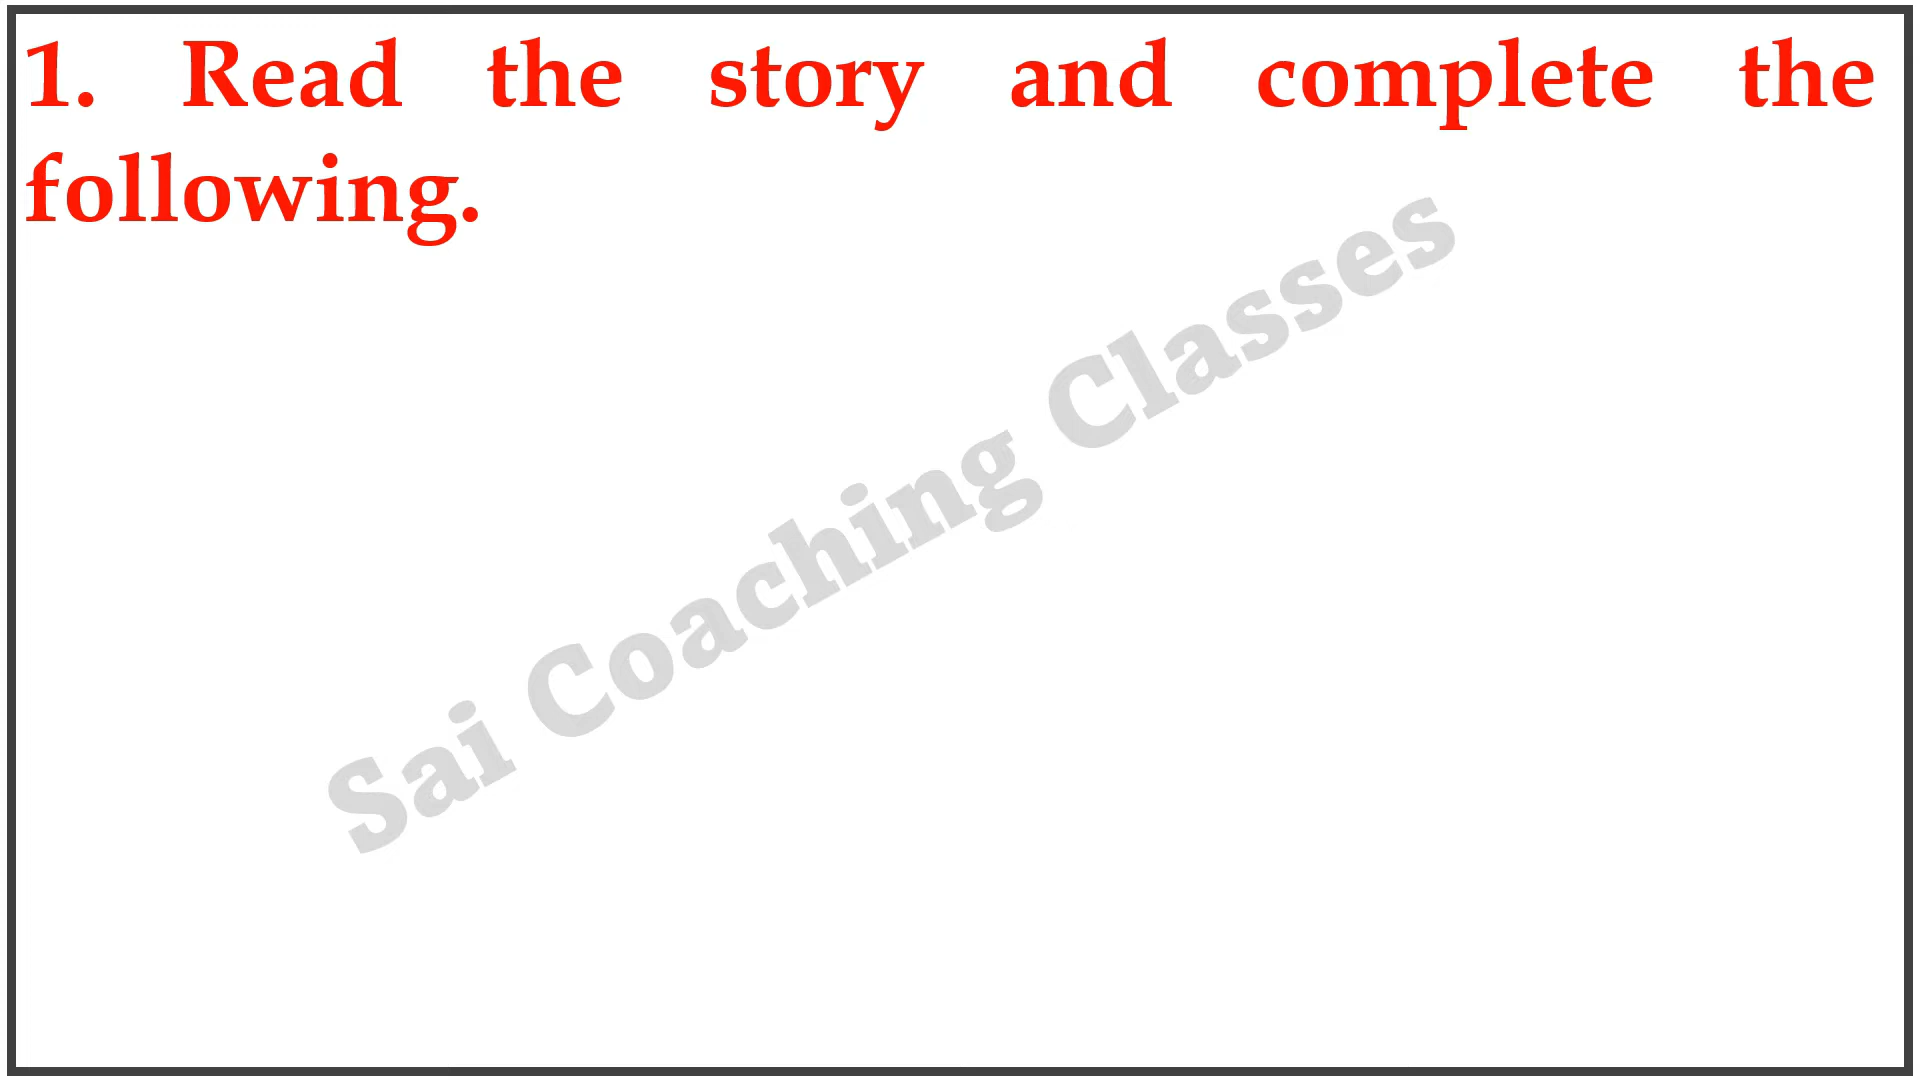 1. Read the story and complete the
following.
Sai Coaching Classes